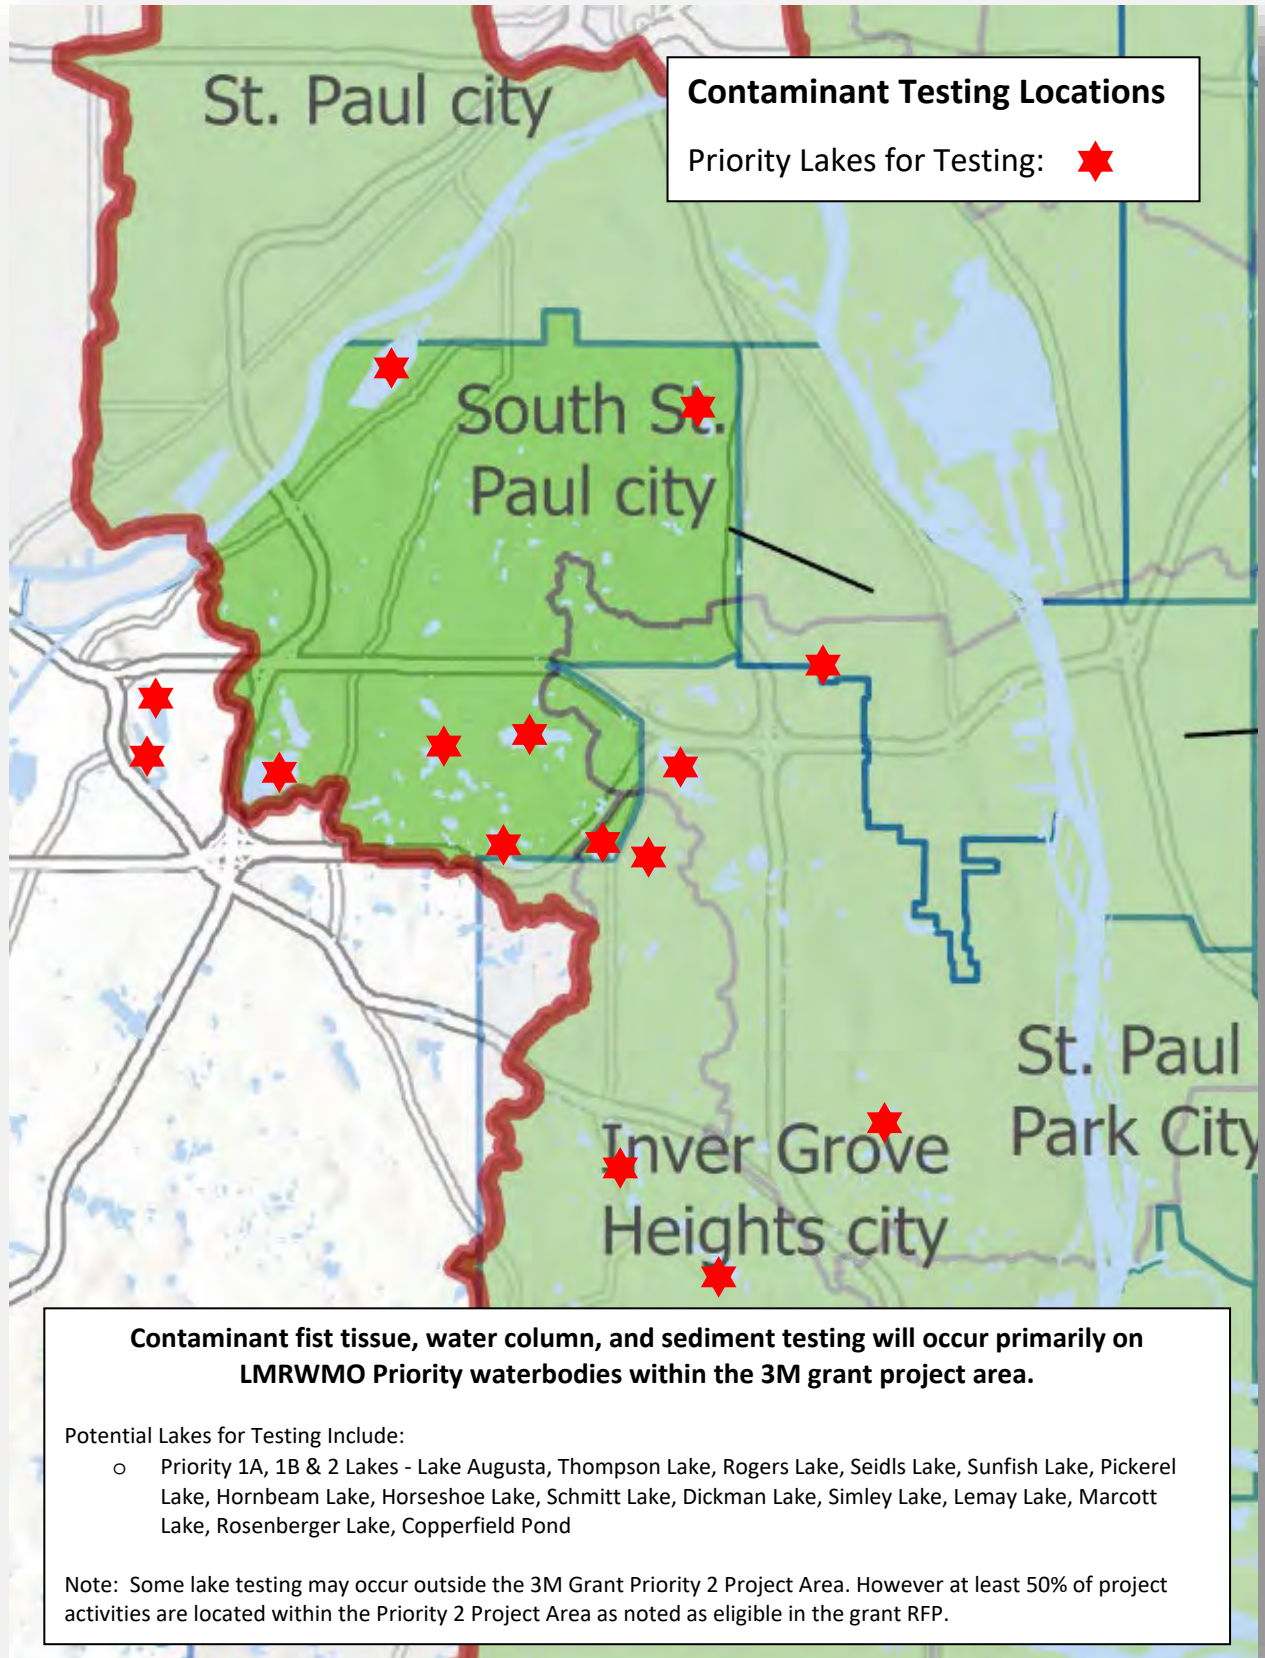 St. Paul city
Contaminant Testing Locations
Priority Lakes for Testing:
South St.
Paul city
St. Paul
Park City
Inver Grove
Heights city
Contaminant fist tissue, water column, and sediment testing will occur primarily on
LMRWMO Priority waterbodies within the 3M grant project area.
Potential Lakes for Testing Include:
o Priority 1A, 1B & 2 Lakes - Lake Augusta, Thompson Lake, Rogers Lake, Seidls Lake, Sunfish Lake, Pickerel
Lake, Hornbeam Lake, Horseshoe Lake, Schmitt Lake, Dickman Lake, Simley Lake, Lemay Lake, Marcott
Lake, Rosenberger Lake, Copperfield Pond
Note: Some lake testing may occur outside the 3M Grant Priority 2 Project Area. However at least 50% of project
activities are located within the Priority 2 Project Area as noted as eligible in the grant RFP.